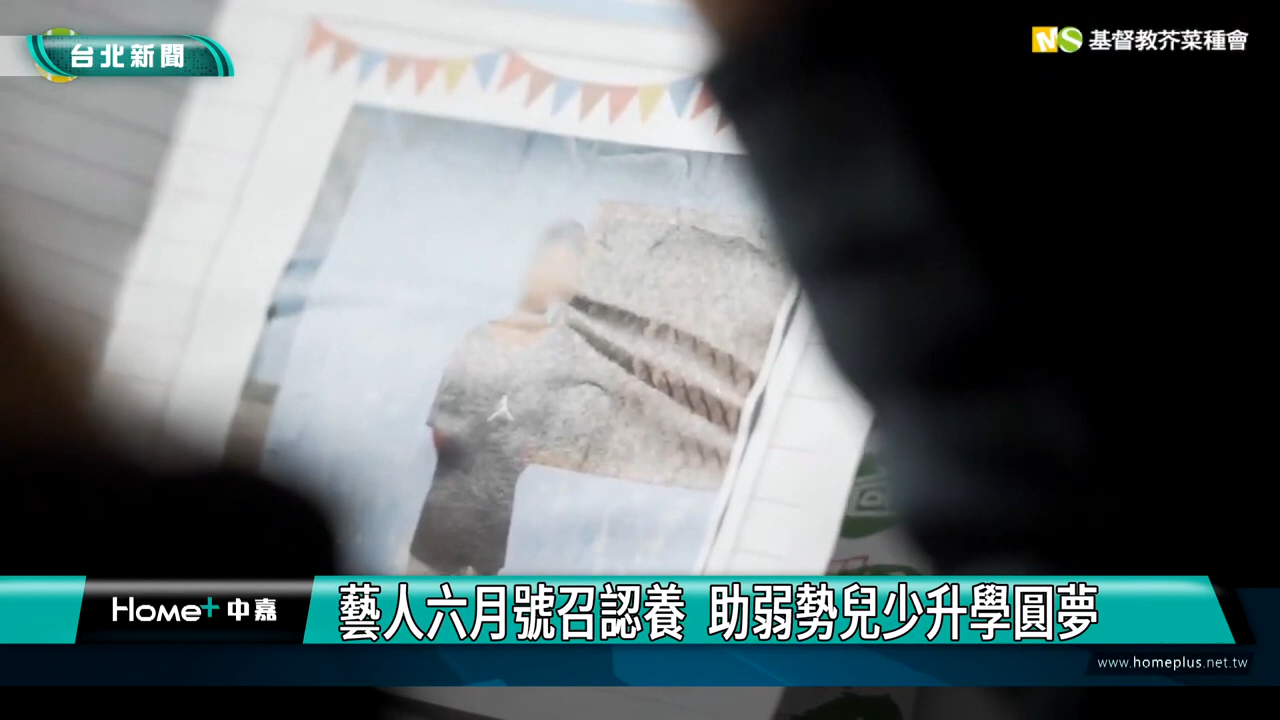 台北新聞
NS 基督教芥菜種會
Home+ 中嘉
藝人六月號召認養 助弱勢兒少升學圓夢
www.homeplus.net.tw